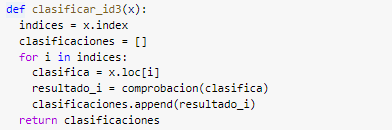 def clasificar_id3(x):
  indices = x.index
  clasificaciones = []
  for i in indices:
    clasifica = x.loc[i]
    resultado_i = comprobacion(clasifica)
    clasificaciones.append(resultado_i)
  return clasificaciones